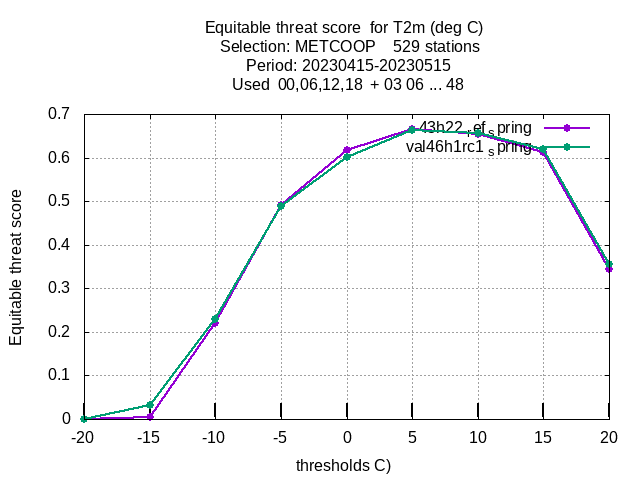 Equitable threat score  for T2m (deg C)
Selection: METCOOP    529 stations
Period: 20230415-20230515
Used  00,06,12,18  + 03 06 ... 48
0.7
0.6
0.5
0.4
0.3
0.2
0.1
0
Equitable threat score
43h22_ref_spring
val46h1rc1_spring
-20 -15 -10 -5 0 5 10 15 20
thresholds C)